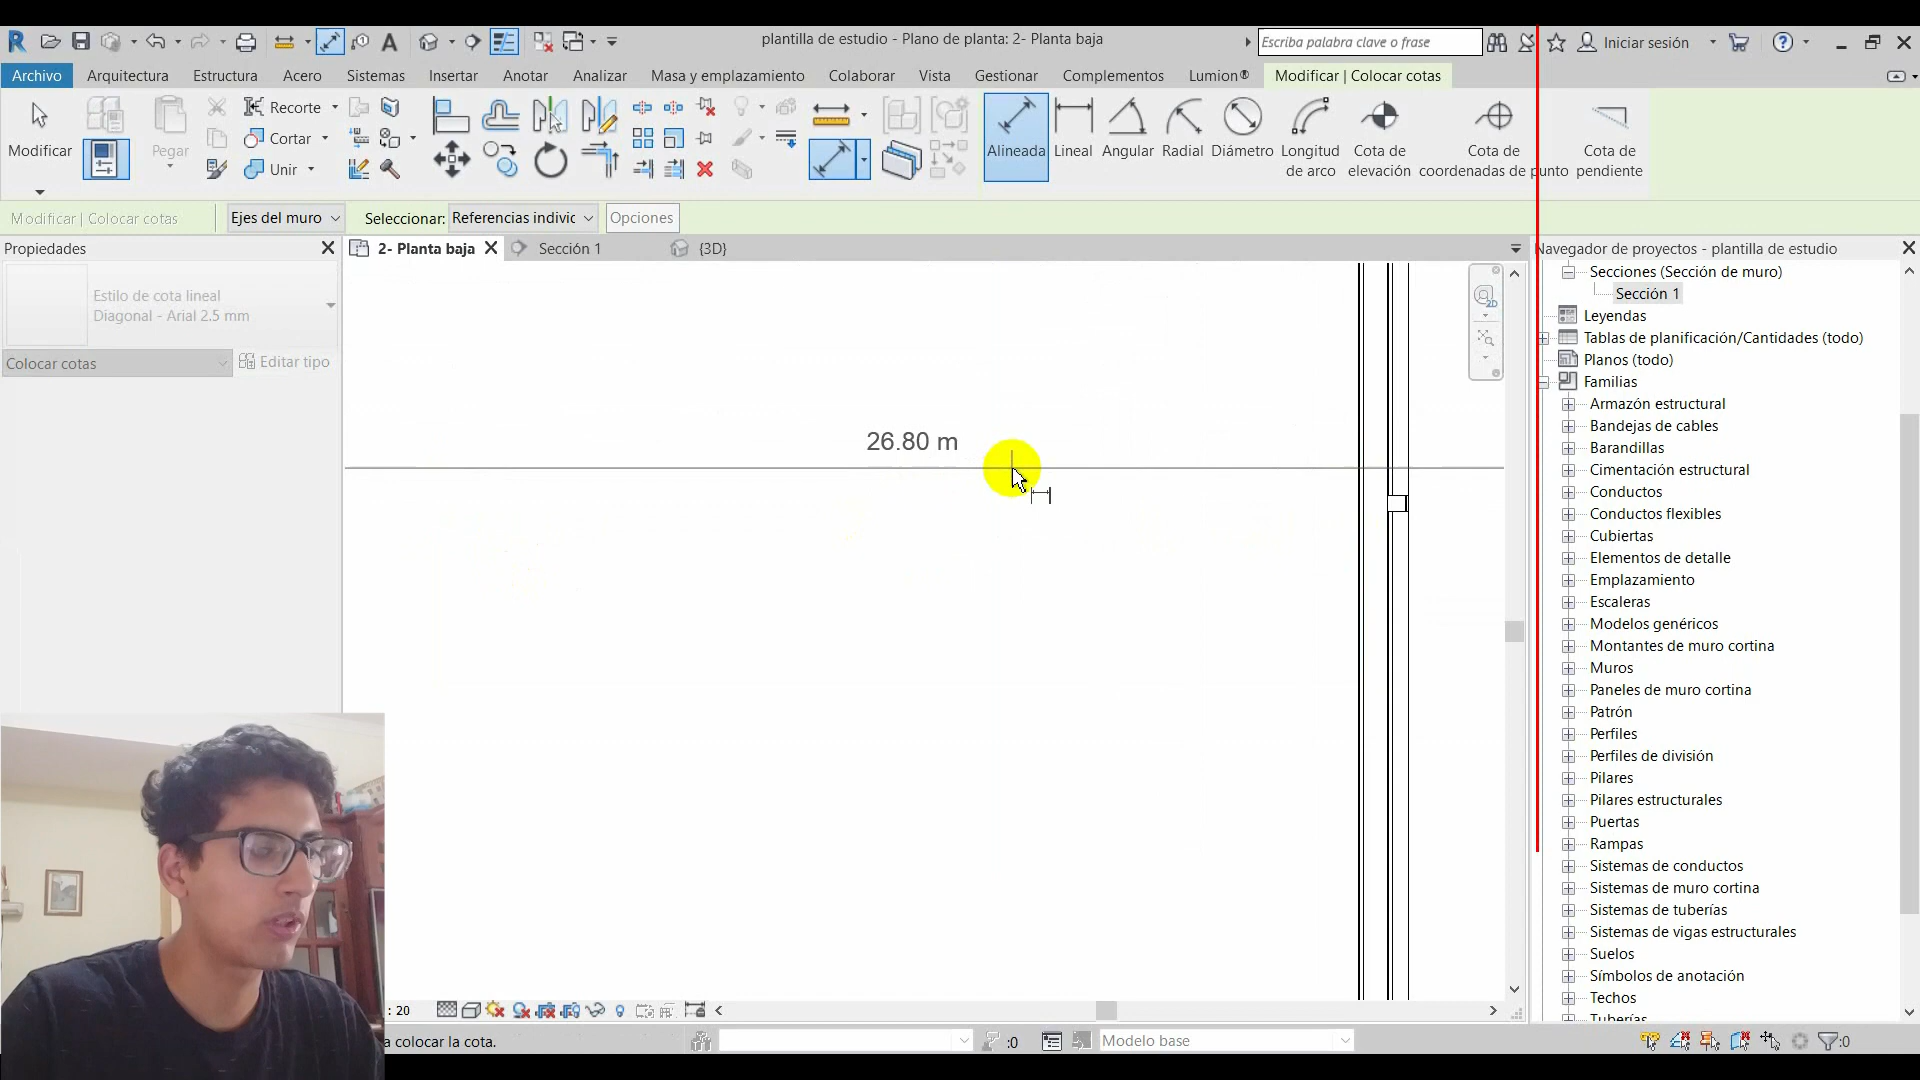 plantilla de estudio - Plano de planta: 2- Planta baja
Escriba palabra clave o frase
Iniciar sesión
Archivo Arquitectura Estructura Acero Sistemas Insertar Anotar Analizar Masa y emplazamiento Colaborar Vista Gestionar Complementos Lumion® Modificar | Colocar cotas
Modificar
Pegar
Recorte
Cortar
Unir
Alineada Lineal Angular Radial Diámetro Longitud de arco Cota de elevación Cota de coordenadas de punto Cota de pendiente
Modificar | Colocar cotas Ejes del muro Seleccionar: Referencias individ Opciones
Propiedades
2- Planta baja Sección 1 {3D}
Navegador de proyectos - plantilla de estudio
Estilo de cota lineal
Diagonal - Arial 2.5 mm
Colocar cotas Editar tipo
2D
26.80 m
Secciones (Sección de muro)
Sección 1
Leyendas
Tablas de planificación/Cantidades (todo)
Planos (todo)
Familias
Armazón estructural
Bandejas de cables
Barandillas
Cimentación estructural
Conductos
Conductos flexibles
Cubiertas
Elementos de detalle
Emplazamiento
Escaleras
Modelos genéricos
Montantes de muro cortina
Muros
Paneles de muro cortina
Patrón
Perfiles
Perfiles de división
Pilares
Pilares estructurales
Puertas
Rampas
Sistemas de conductos
Sistemas de muro cortina
Sistemas de tuberías
Sistemas de vigas estructurales
Suelos
Símbolos de anotación
Techos
Tuberías
: 20
a colocar la cota.
:0
Modelo base
:0